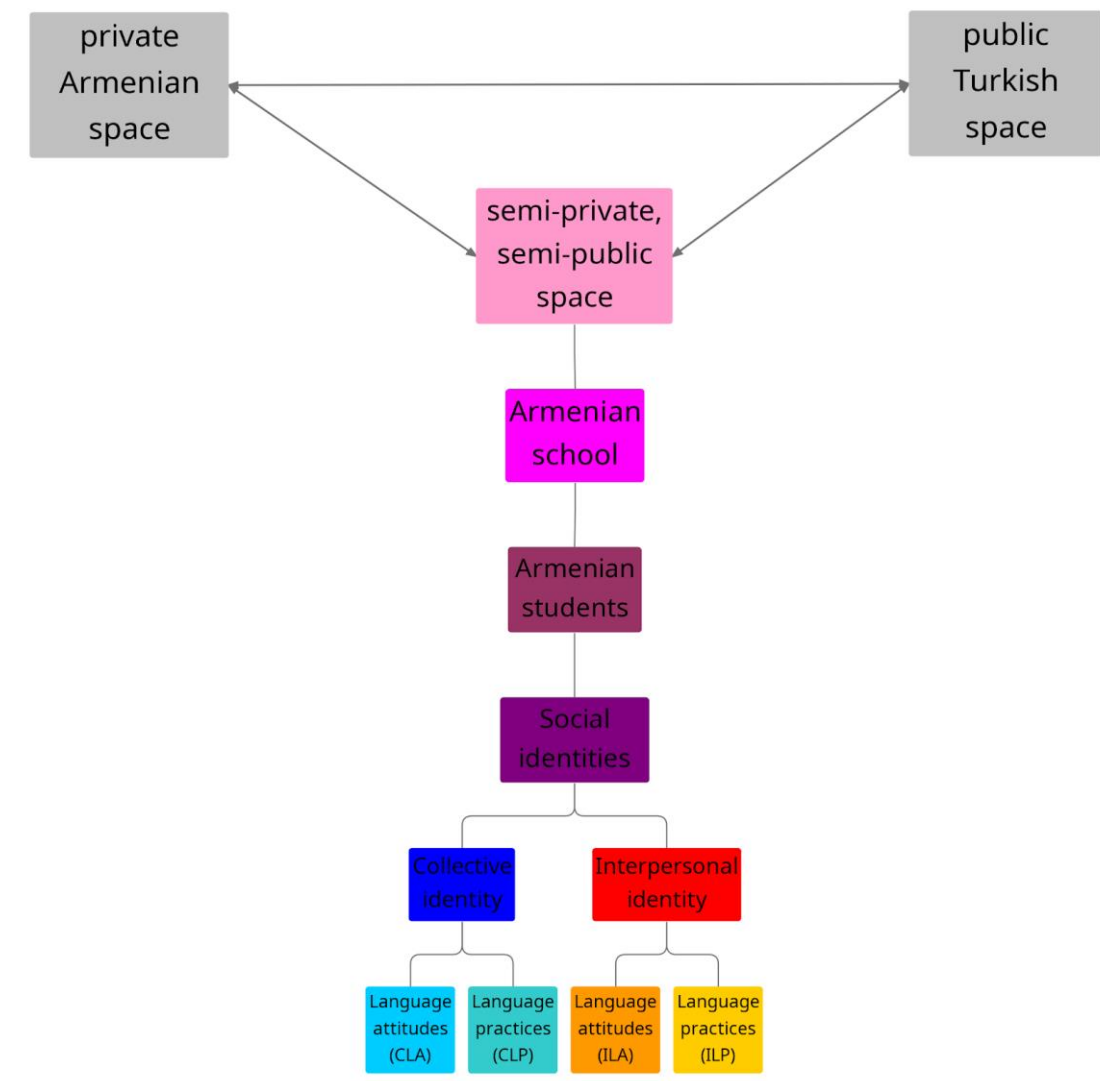 private
Armenian
space
public
Turkish
space
semi-private,
semi-public
space
Armenian
school
Armenian
students
Social
identities
Collective
identity
Interpersonal
identity
Language
attitudes
(CLA)
Language
practices
(CLP)
Language
attitudes
(ILA)
Language
practices
(ILP)